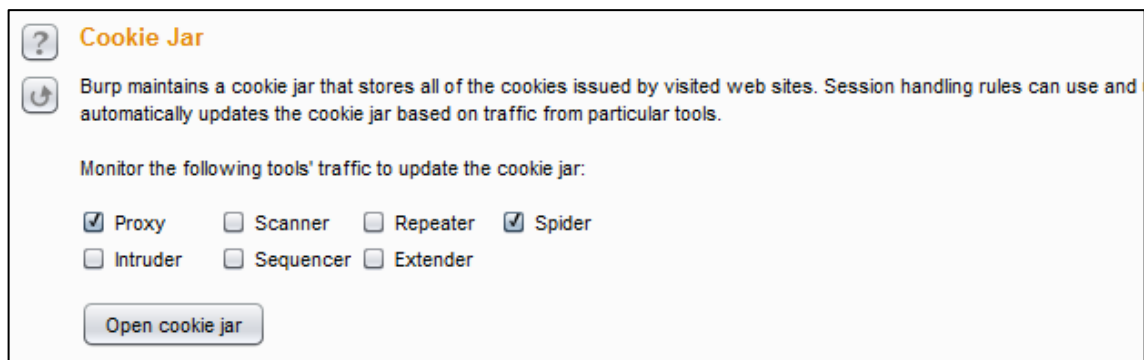 ?
Cookie Jar
Burp maintains a cookie jar that stores all of the cookies issued by visited web sites. Session handling rules can use and
automatically updates the cookie jar based on traffic from particular tools.
Monitor the following tools' traffic to update the cookie jar:
Proxy Scanner Repeater Spider
Intruder Sequencer Extender
Open cookie jar